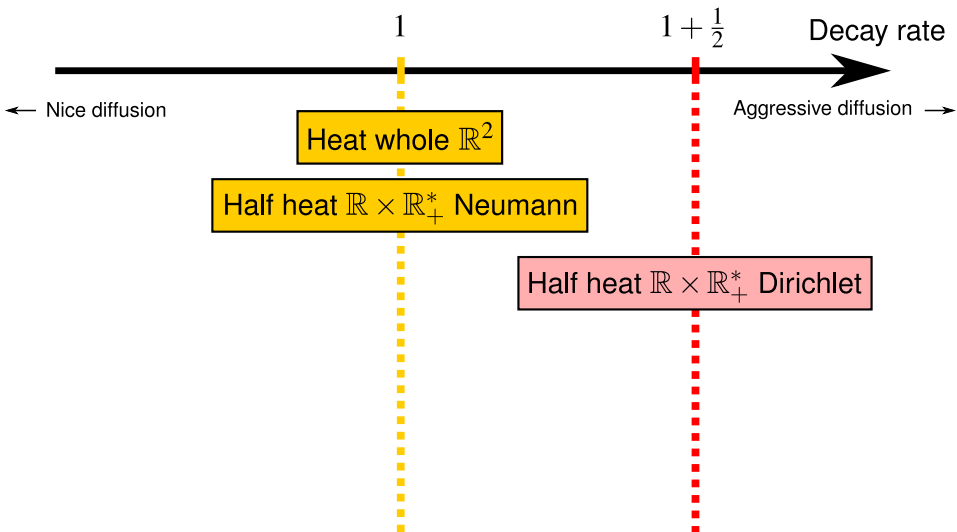 1
1 + 1/2
Decay rate
← Nice diffusion
Aggressive diffusion →
Heat whole ℝ²
Half heat ℝ × ℝ₊* Neumann
Half heat ℝ × ℝ₊* Dirichlet